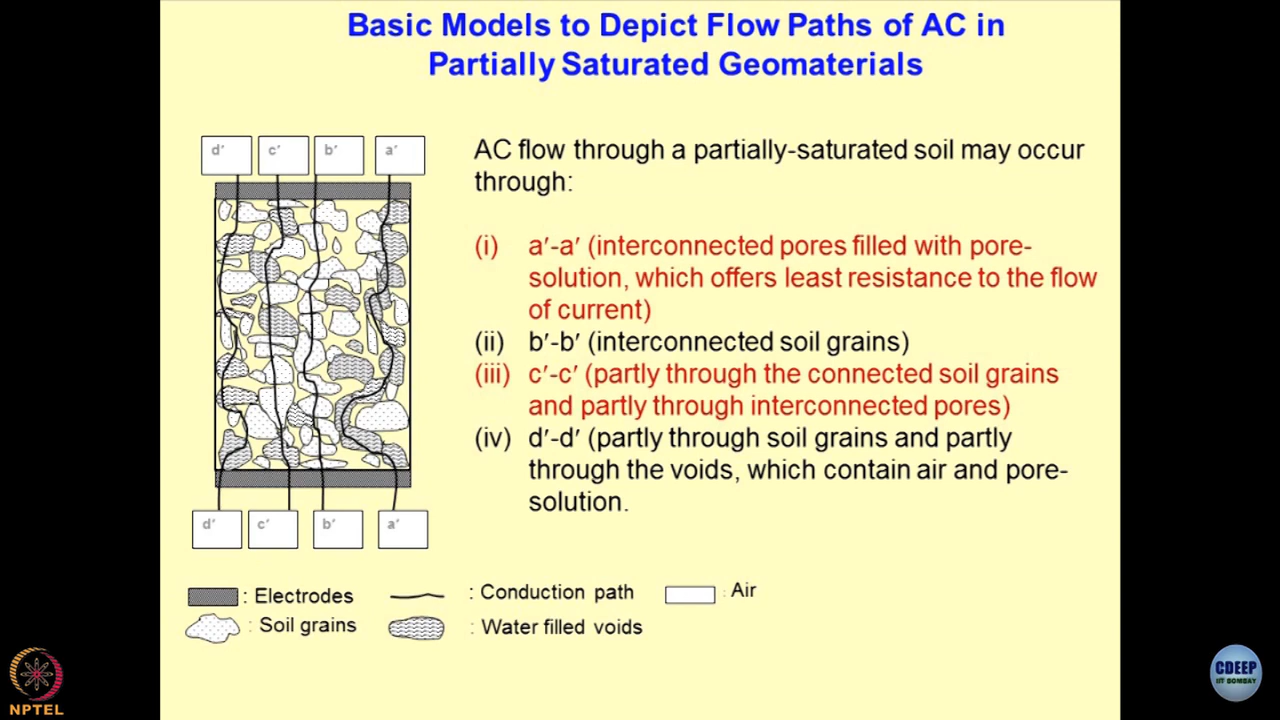 Basic Models to Depict Flow Paths of AC in
Partially Saturated Geomaterials
d′ c′ b′ a′
AC flow through a partially-saturated soil may occur
through:
(i) a′-a′ (interconnected pores filled with pore-
solution, which offers least resistance to the flow
of current)
(ii) b′-b′ (interconnected soil grains)
(iii) c′-c′ (partly through the connected soil grains
and partly through interconnected pores)
(iv) d′-d′ (partly through soil grains and partly
through the voids, which contain air and pore-
solution.
d′ c′ b′ a′
: Electrodes : Conduction path : Air
: Soil grains : Water filled voids
NPTEL
CDEEP
IIT BOMBAY